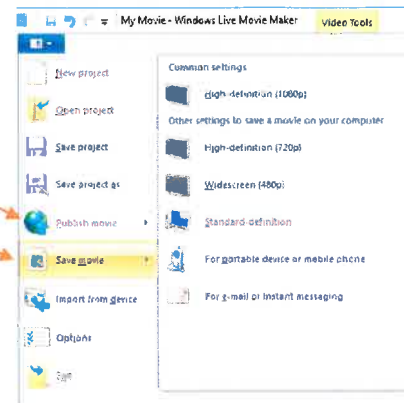 My Movie - Windows Live Movie Maker
Video Tools
New project
Open project
Save project
Save project as
Publish movie
Save movie
Import from device
Options
Exit
Common settings
High-definition (1080p)
Other settings to save a movie on your computer
High-definition (720p)
Widescreen (480p)
Standard-definition
For portable device or mobile phone
For e-mail or instant messaging